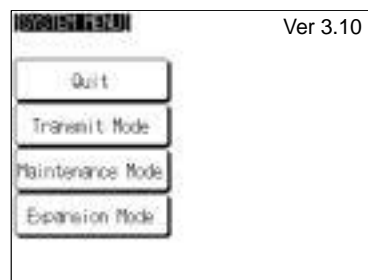 [SYSTEM MENU]
Ver 3.10
Quit
Transmit Mode
Maintenance Mode
Expansion Mode